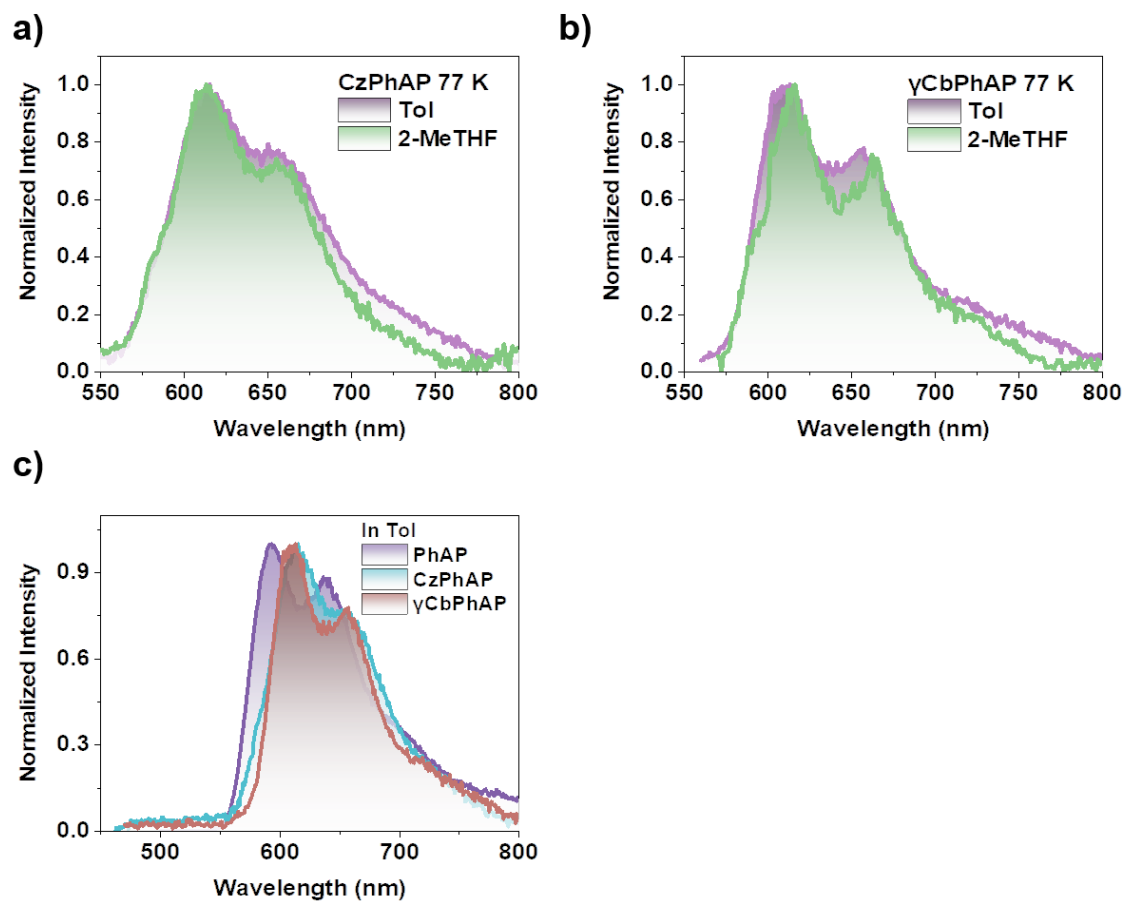 a)
CzPhAP 77 K
Tol
2-MeTHF
Normalized Intensity
1.0
0.8
0.6
0.4
0.2
0.0
550 600 650 700 750 800
Wavelength (nm)
b)
γCbPhAP 77 K
Tol
2-MeTHF
Normalized Intensity
1.0
0.8
0.6
0.4
0.2
0.0
550 600 650 700 750 800
Wavelength (nm)
c)
In Tol
PhAP
CzPhAP
γCbPhAP
Normalized Intensity
0.9
0.6
0.3
0.0
500 600 700 800
Wavelength (nm)